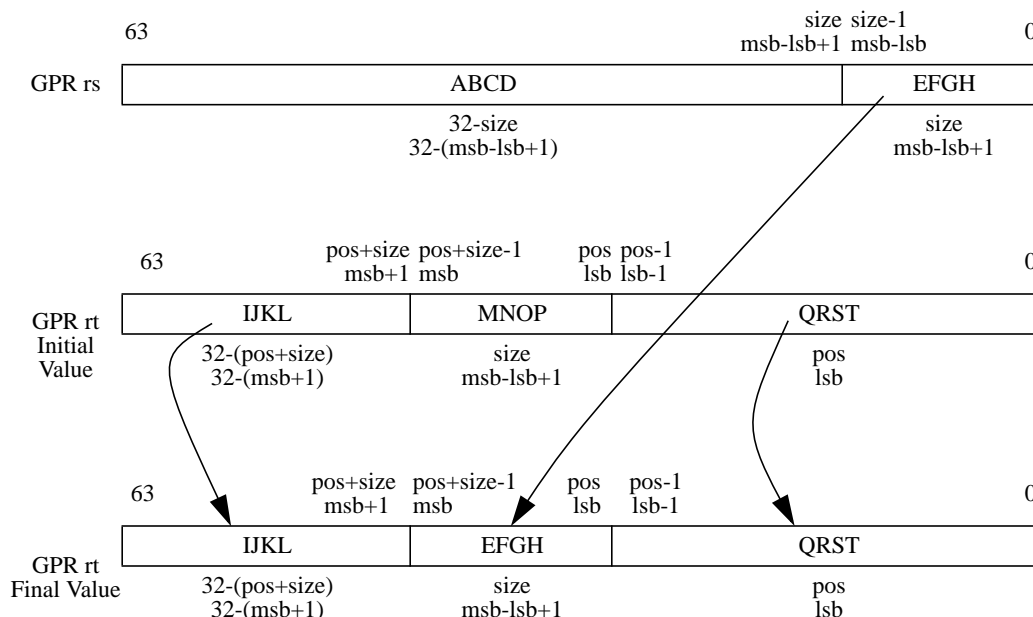 63 size size-1 0
msb-lsb+1 msb-lsb
GPR rs ABCD EFGH
32-size size
32-(msb-lsb+1) msb-lsb+1
63 pos+size pos+size-1 pos pos-1 0
msb+1 msb lsb lsb-1
GPR rt IJKL MNOP QRST
Initial
Value
32-(pos+size) size pos
32-(msb+1) msb-lsb+1 lsb
63 pos+size pos+size-1 pos pos-1 0
msb+1 msb lsb lsb-1
GPR rt IJKL EFGH QRST
Final Value
32-(pos+size) size pos
32-(msb+1) msb-lsb+1 lsb